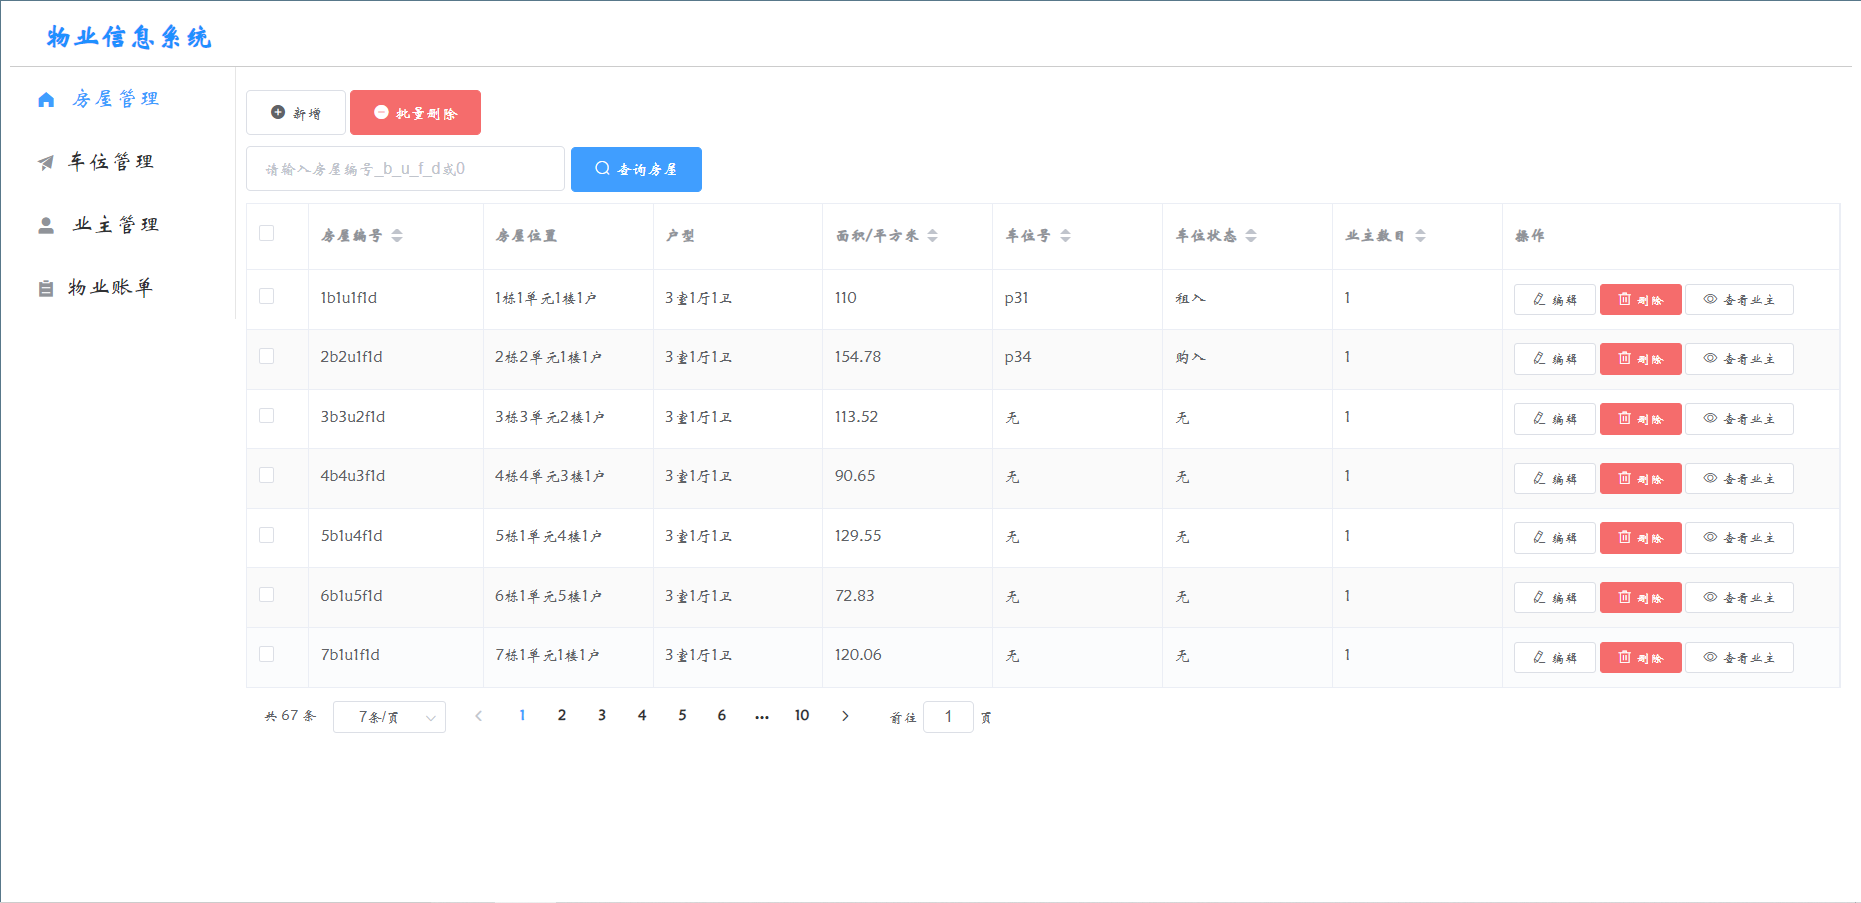 物业信息系统
房屋管理
车位管理
业主管理
物业账单
新增 批量删除
请输入房屋编号_b_u_f_d或0 查询房屋
房屋编号 房屋位置 户型 面积/平方米 车位号 车位状态 业主数目 操作
1b1u1f1d 1栋1单元1楼1户 3室1厅1卫 110 p31 租入 1 编辑 删除 查看业主
2b2u1f1d 2栋2单元1楼1户 3室1厅1卫 154.78 p34 购入 1 编辑 删除 查看业主
3b3u2f1d 3栋3单元2楼1户 3室1厅1卫 113.52 无 无 1 编辑 删除 查看业主
4b4u3f1d 4栋4单元3楼1户 3室1厅1卫 90.65 无 无 1 编辑 删除 查看业主
5b1u4f1d 5栋1单元4楼1户 3室1厅1卫 129.55 无 无 1 编辑 删除 查看业主
6b1u5f1d 6栋1单元5楼1户 3室1厅1卫 72.83 无 无 1 编辑 删除 查看业主
7b1u1f1d 7栋1单元1楼1户 3室1厅1卫 120.06 无 无 1 编辑 删除 查看业主
共 67 条 7条/页 1 2 3 4 5 6 ... 10 前往 1 页